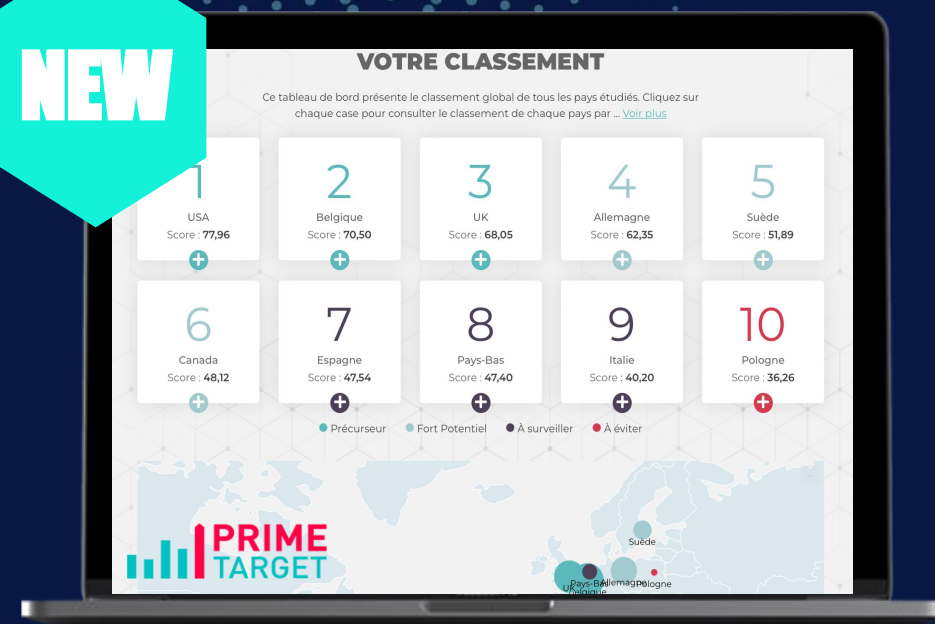 NEW
VOTRE CLASSEMENT
Ce tableau de bord présente le classement global de tous les pays étudiés. Cliquez sur
chaque case pour consulter le classement de chaque pays par ... Voir plus
1
USA
Score : 77,96
2
Belgique
Score : 70,50
3
UK
Score : 68,05
4
Allemagne
Score : 62,35
5
Suède
Score : 51,89
6
Canada
Score : 48,12
7
Espagne
Score : 47,54
8
Pays-Bas
Score : 47,40
9
Italie
Score : 40,20
10
Pologne
Score : 36,26
Précurseur
Fort Potentiel
À surveiller
À éviter
Suède
Pays-Bas
Allemagne
Pologne
UK
Belgique
PRIME
TARGET